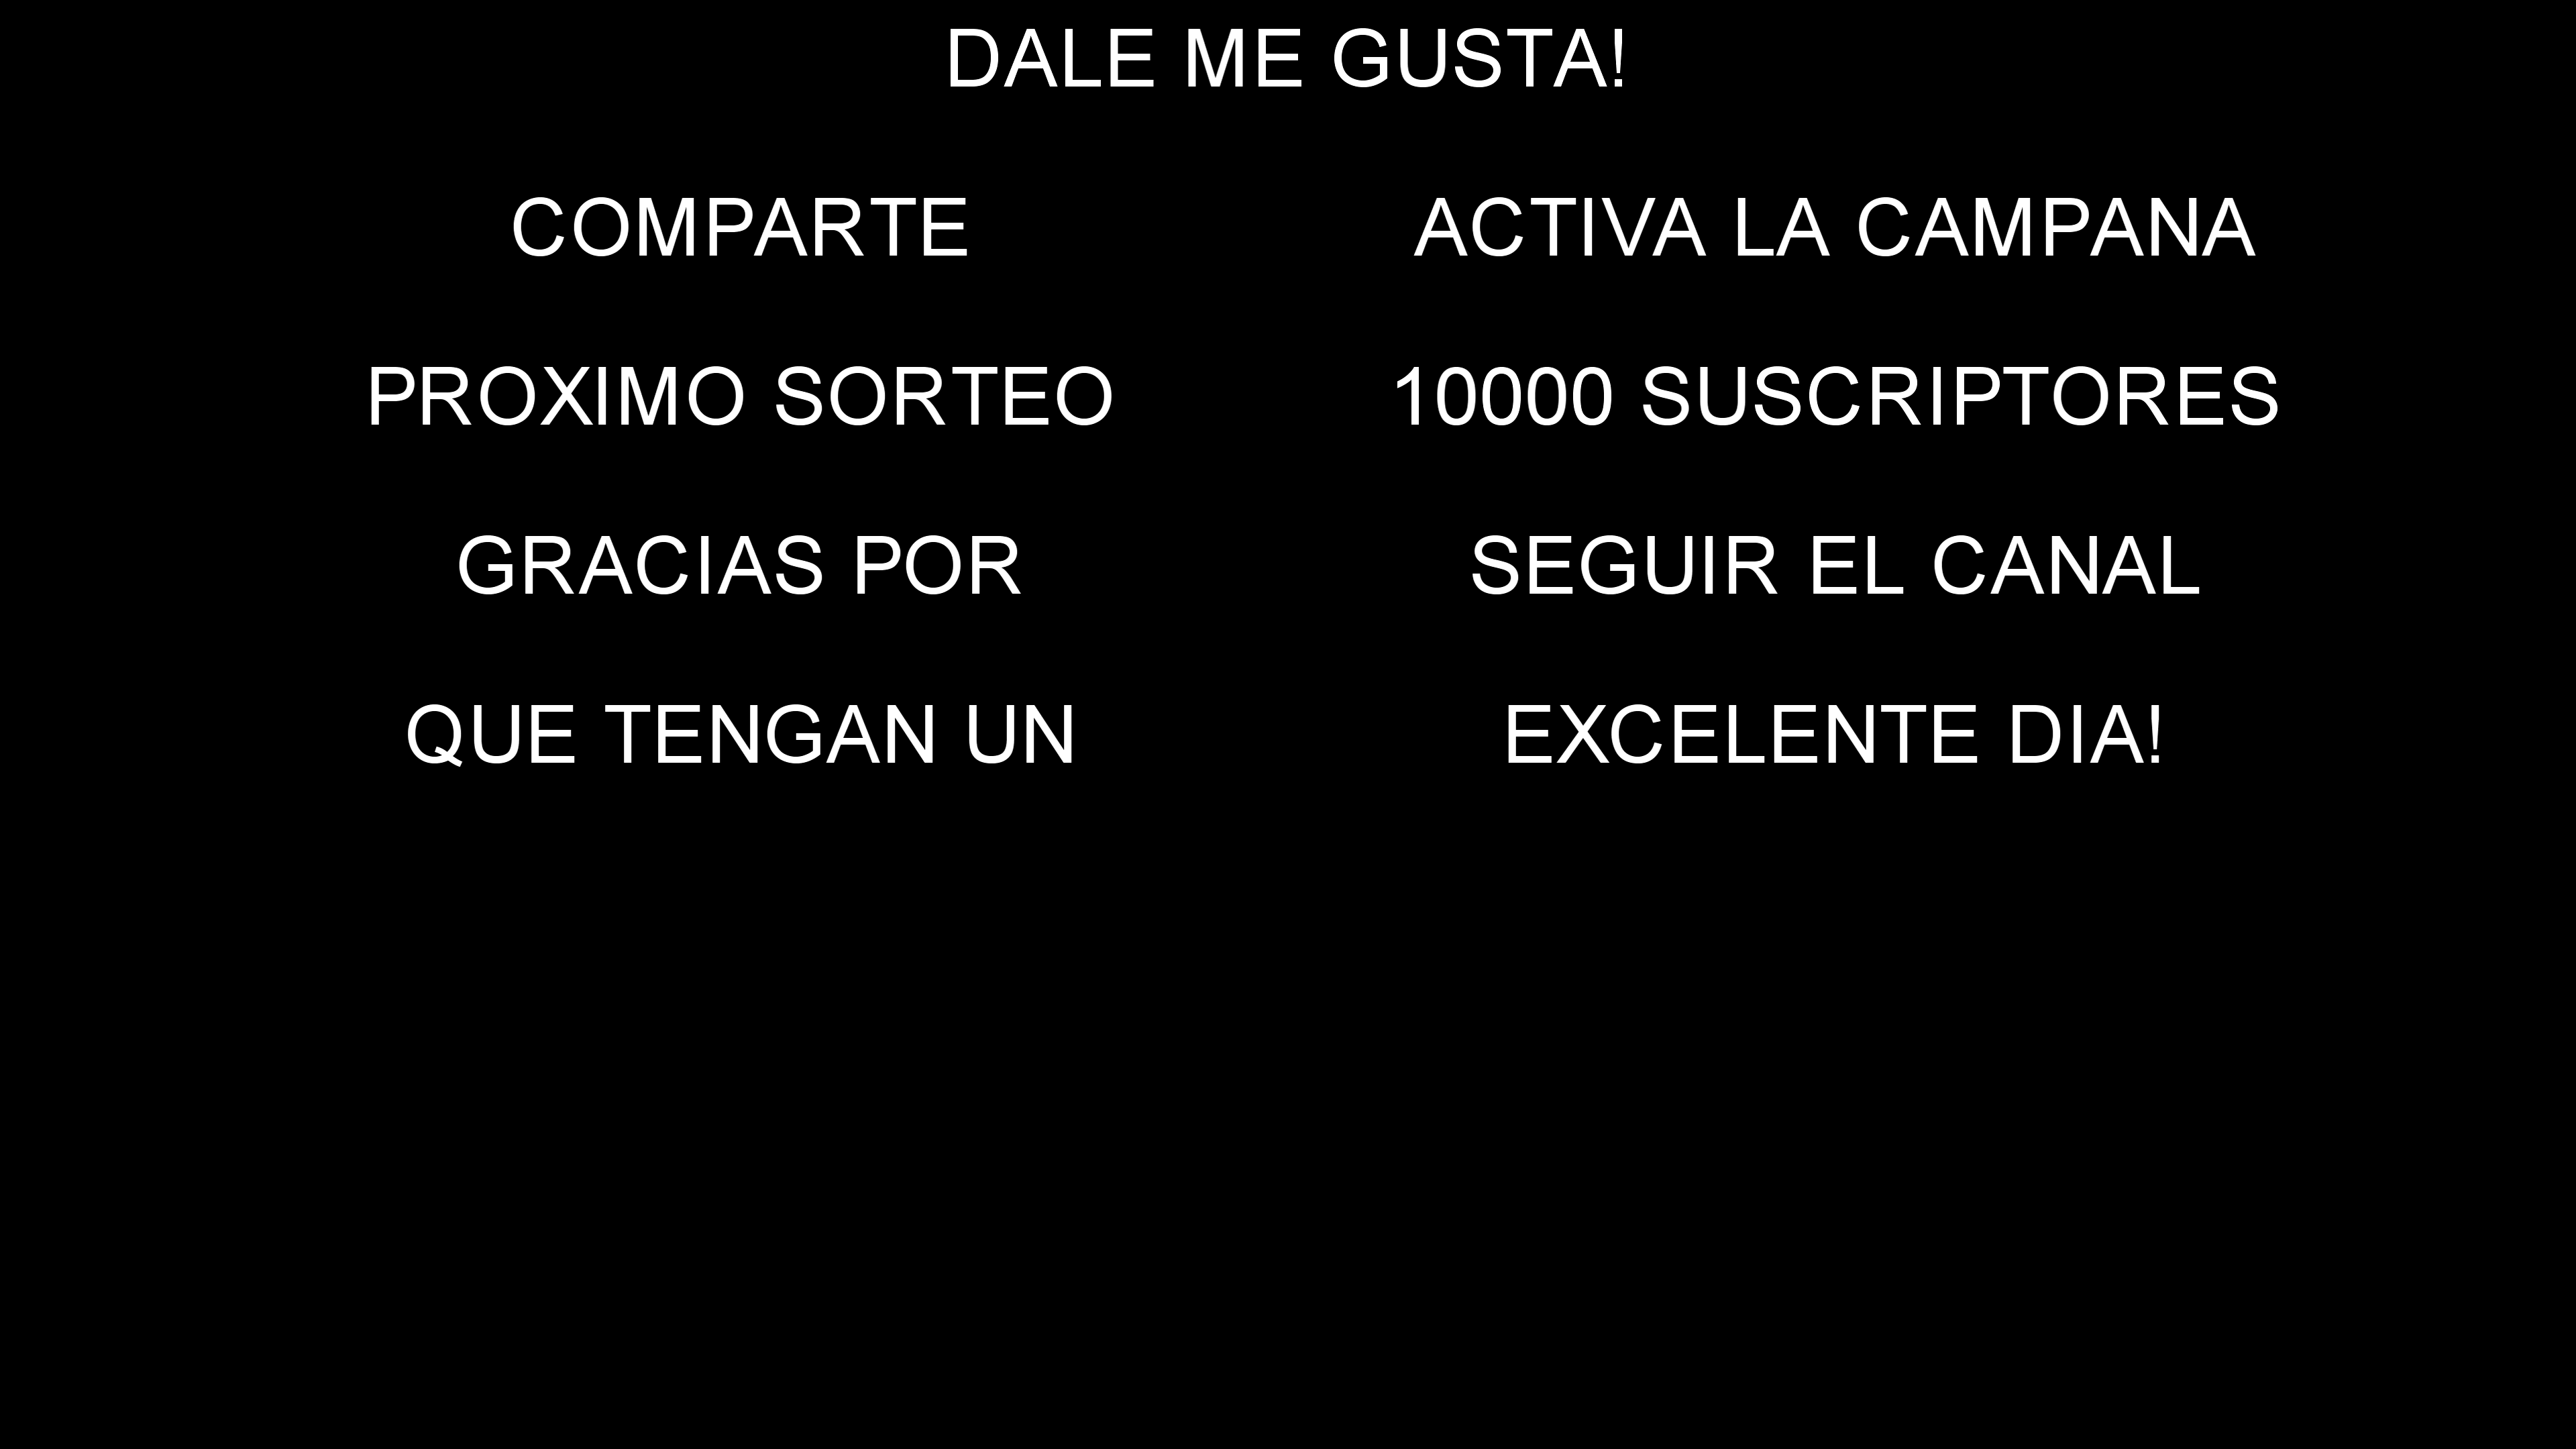 DALE ME GUSTA!
COMPARTE ACTIVA LA CAMPANA
PROXIMO SORTEO 10000 SUSCRIPTORES
GRACIAS POR SEGUIR EL CANAL
QUE TENGAN UN EXCELENTE DIA!